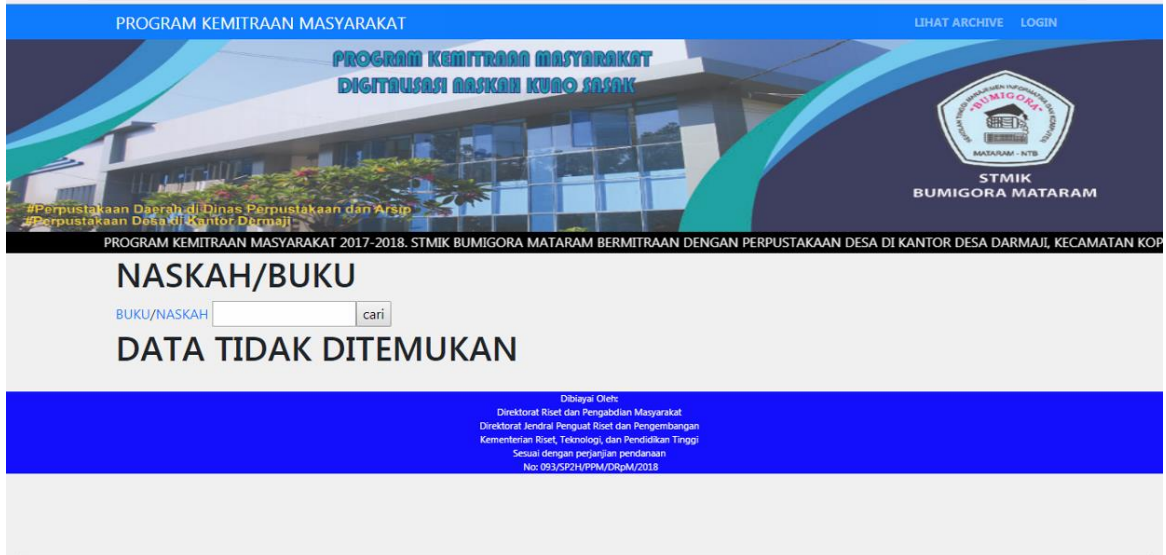 PROGRAM KEMITRAAN MASYARAKAT
LIHAT ARCHIVE LOGIN
PROGRAM KEMITRAAN MASYARAKAT
DIGITALISASI NASKAH KUNO SASAK
"BUMIGORA"
MATARAM - NTB
STMIK
BUMIGORA MATARAM
#Perpustakaan Daerah di Dinas Perpustakaan dan Arsip
#Perpustakaan Desa di Kantor Dermaji
PROGRAM KEMITRAAN MASYARAKAT 2017-2018. STMIK BUMIGORA MATARAM BERMITRAAN DENGAN PERPUSTAKAAN DESA DI KANTOR DESA DARMAJI, KECAMATAN KOP
NASKAH/BUKU
BUKU/NASKAH cari
DATA TIDAK DITEMUKAN
Dibiayai Oleh:
Direktorat Riset dan Pengabdian Masyarakat
Direktorat Jendral Penguat Riset dan Pengembangan
Kementerian Riset, Teknologi, dan Pendidikan Tinggi
Sesuai dengan perjanjian pendanaan
No: 093/SP2H/PPM/DRpM/2018